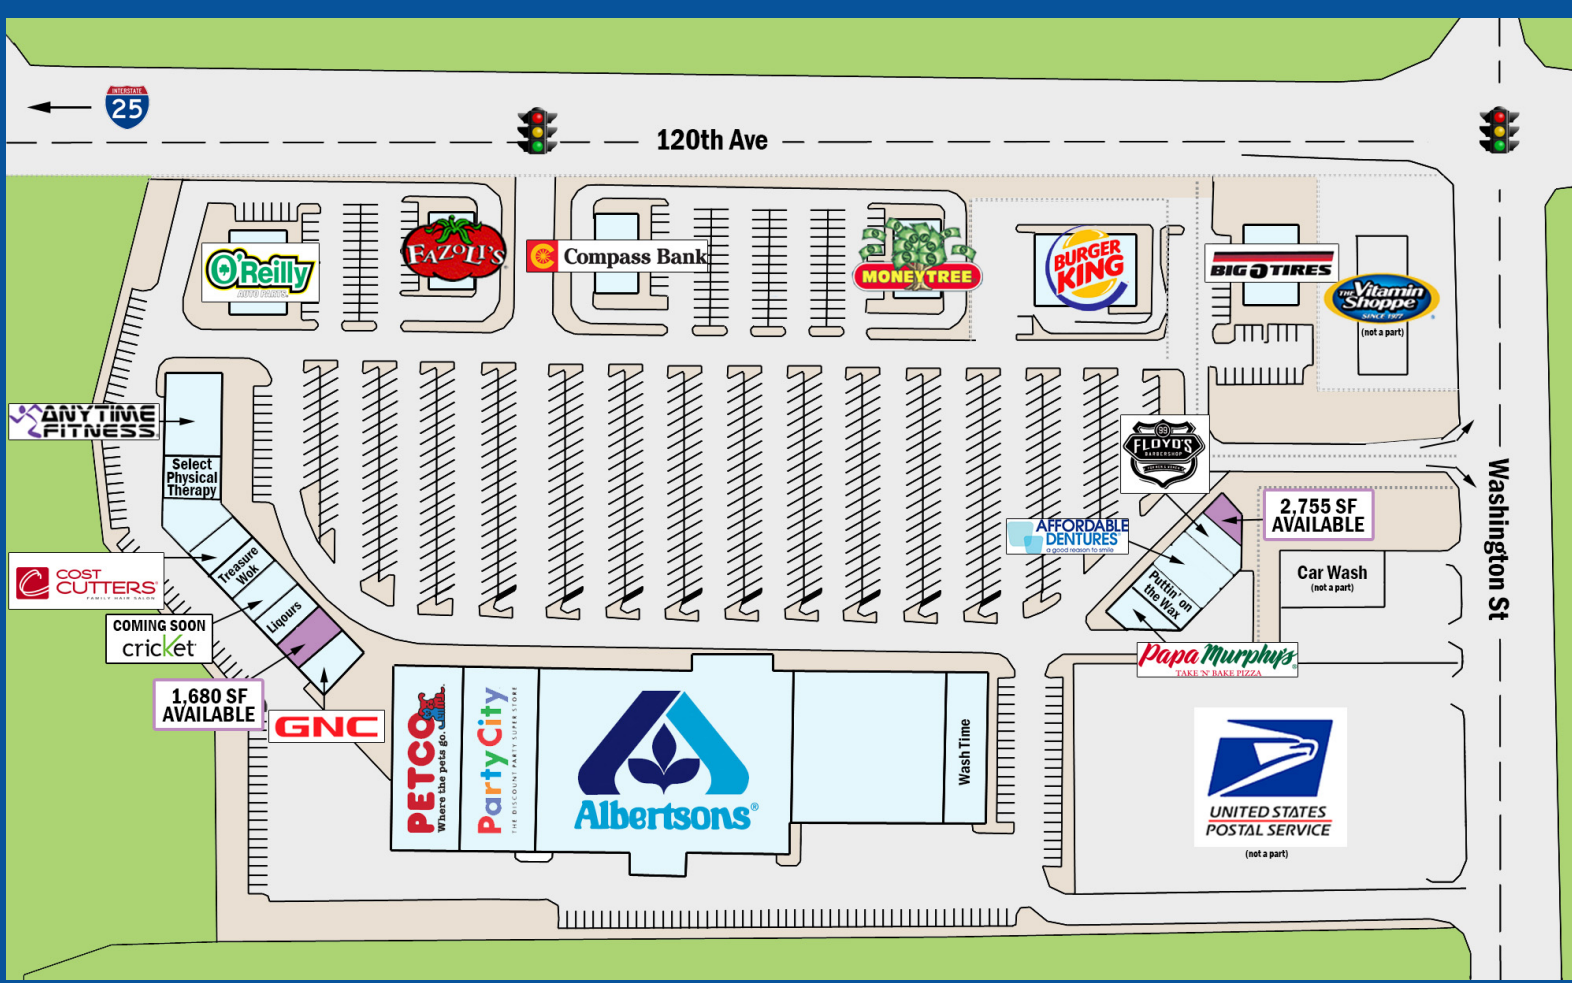 INTERSTATE
25
120th Ave
O'Reilly
AUTO PARTS
FAZOLI'S
Compass Bank
MONEYTREE
BURGER
KING
BIG O TIRES
THE Vitamin
Shoppe
SINCE 1977
(not a part)
ANYTIME
FITNESS
Select
Physical
Therapy
COST
CUTTERS
FAMILY HAIR SALON
Treasure
Wok
COMING SOON
cricket
Liqours
1,680 SF
AVAILABLE
GNC
PETCO
Where the pets go.
PartyCity
THE DISCOUNT PARTY SUPER STORE
Albertsons®
Wash Time
99
FLOYD'S
BARBERSHOP
AFFORDABLE
DENTURES
a good reason to smile
2,755 SF
AVAILABLE
Puttin' on
the Wax
Papa Murphy's
TAKE 'N' BAKE PIZZA
Car Wash
(not a part)
Washington St
UNITED STATES
POSTAL SERVICE
(not a part)